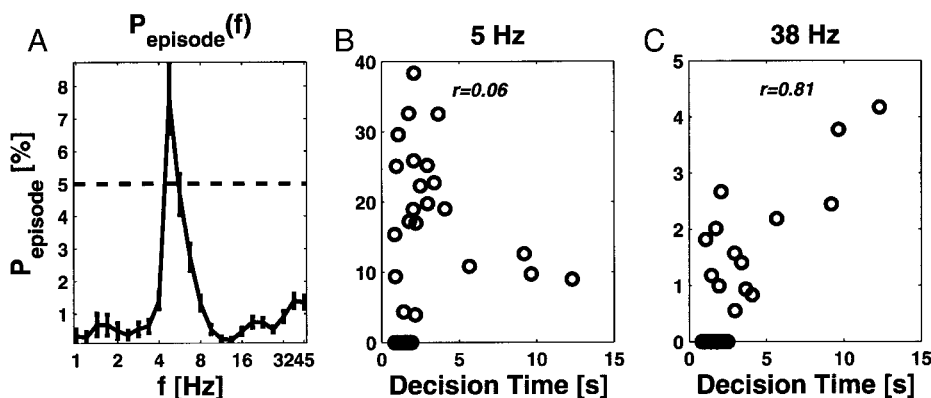 A
P_episode(f)
P_episode [%]
8
7
6
5
4
3
2
1
1 2 4 8 16 3245
f [Hz]
B
5 Hz
r=0.06
40
30
20
10
0
0 5 10 15
Decision Time [s]
C
38 Hz
r=0.81
5
4
3
2
1
0
0 5 10 15
Decision Time [s]